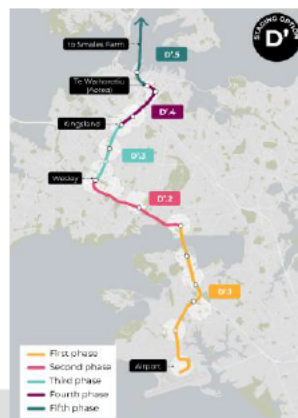 STAGING OPTION
D'
to Smales Farm
D'.5
Te Waihorotiu
(Aotea)
D'.4
Kingsland
D'.3
Wesley
D'.2
D'.1
Airport
First phase
Second phase
Third phase
Fourth phase
Fifth phase